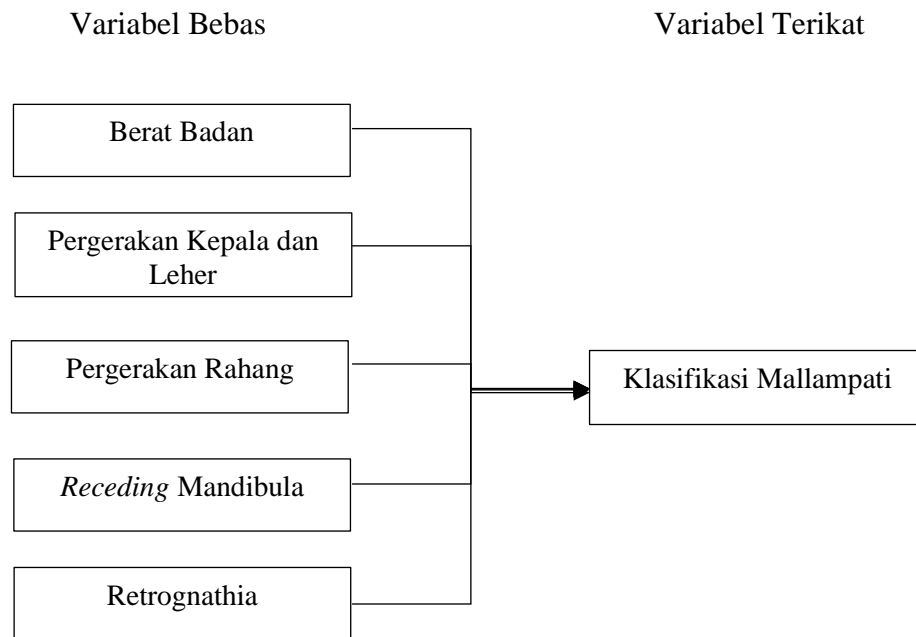 Variabel Bebas
Variabel Terikat
Berat Badan
Pergerakan Kepala dan
Leher
Pergerakan Rahang
Klasifikasi Mallampati
Receding Mandibula
Retrognathia